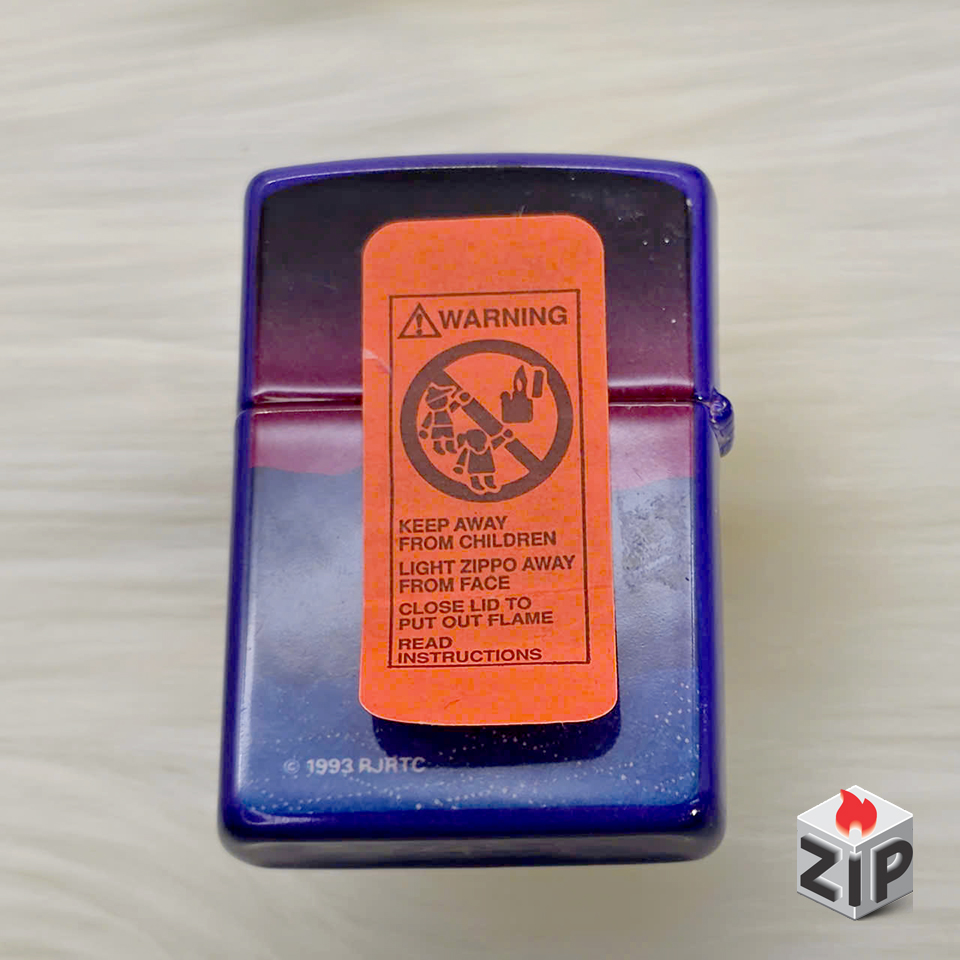 WARNING
KEEP AWAY
FROM CHILDREN
LIGHT ZIPPO AWAY
FROM FACE
CLOSE LID TO
PUT OUT FLAME
READ
INSTRUCTIONS
© 1993 RJRTC
ZiP